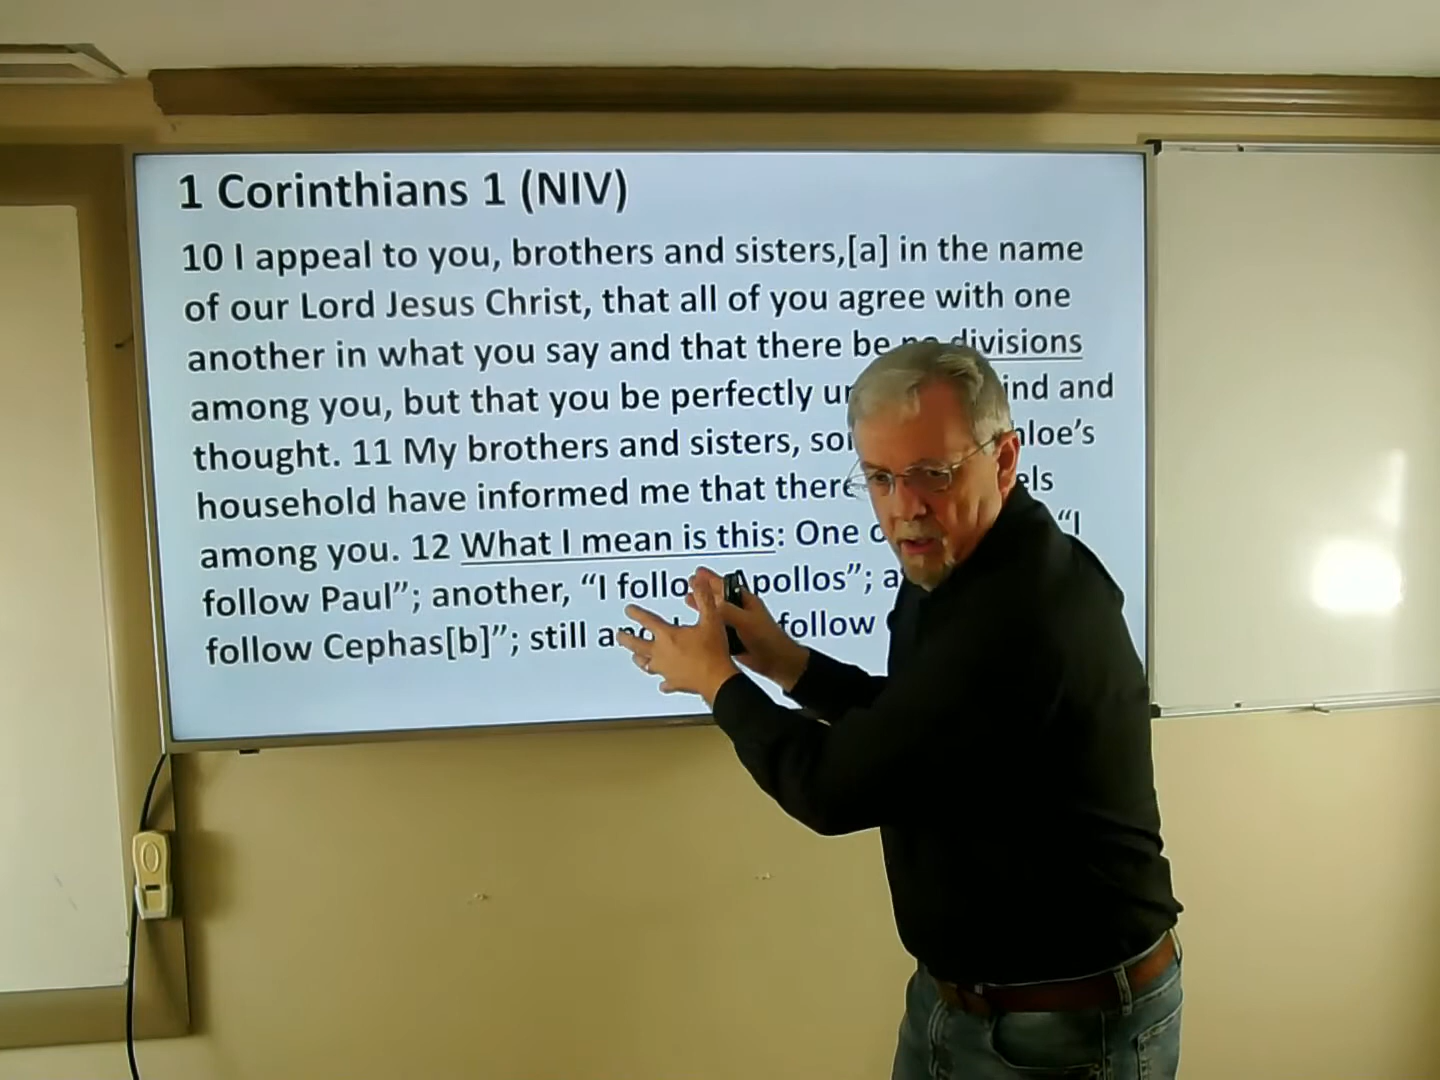 1 Corinthians 1 (NIV)
10 I appeal to you, brothers and sisters,[a] in the name
of our Lord Jesus Christ, that all of you agree with one
another in what you say and that there be no divisions
among you, but that you be perfectly and
thought. 11 My brothers and sisters,
household have informed me that there
among you. 12 What I mean is this: One “I
follow Paul”; another, “I follow Apollos”;
follow Cephas[b]”; still follow